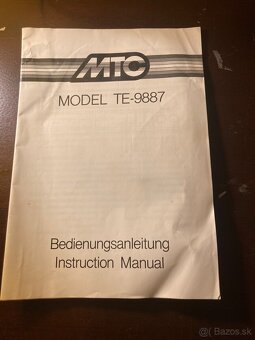 MTC
MODEL TE-9887
Bedienungsanleitung
Instruction Manual
Bazos.sk